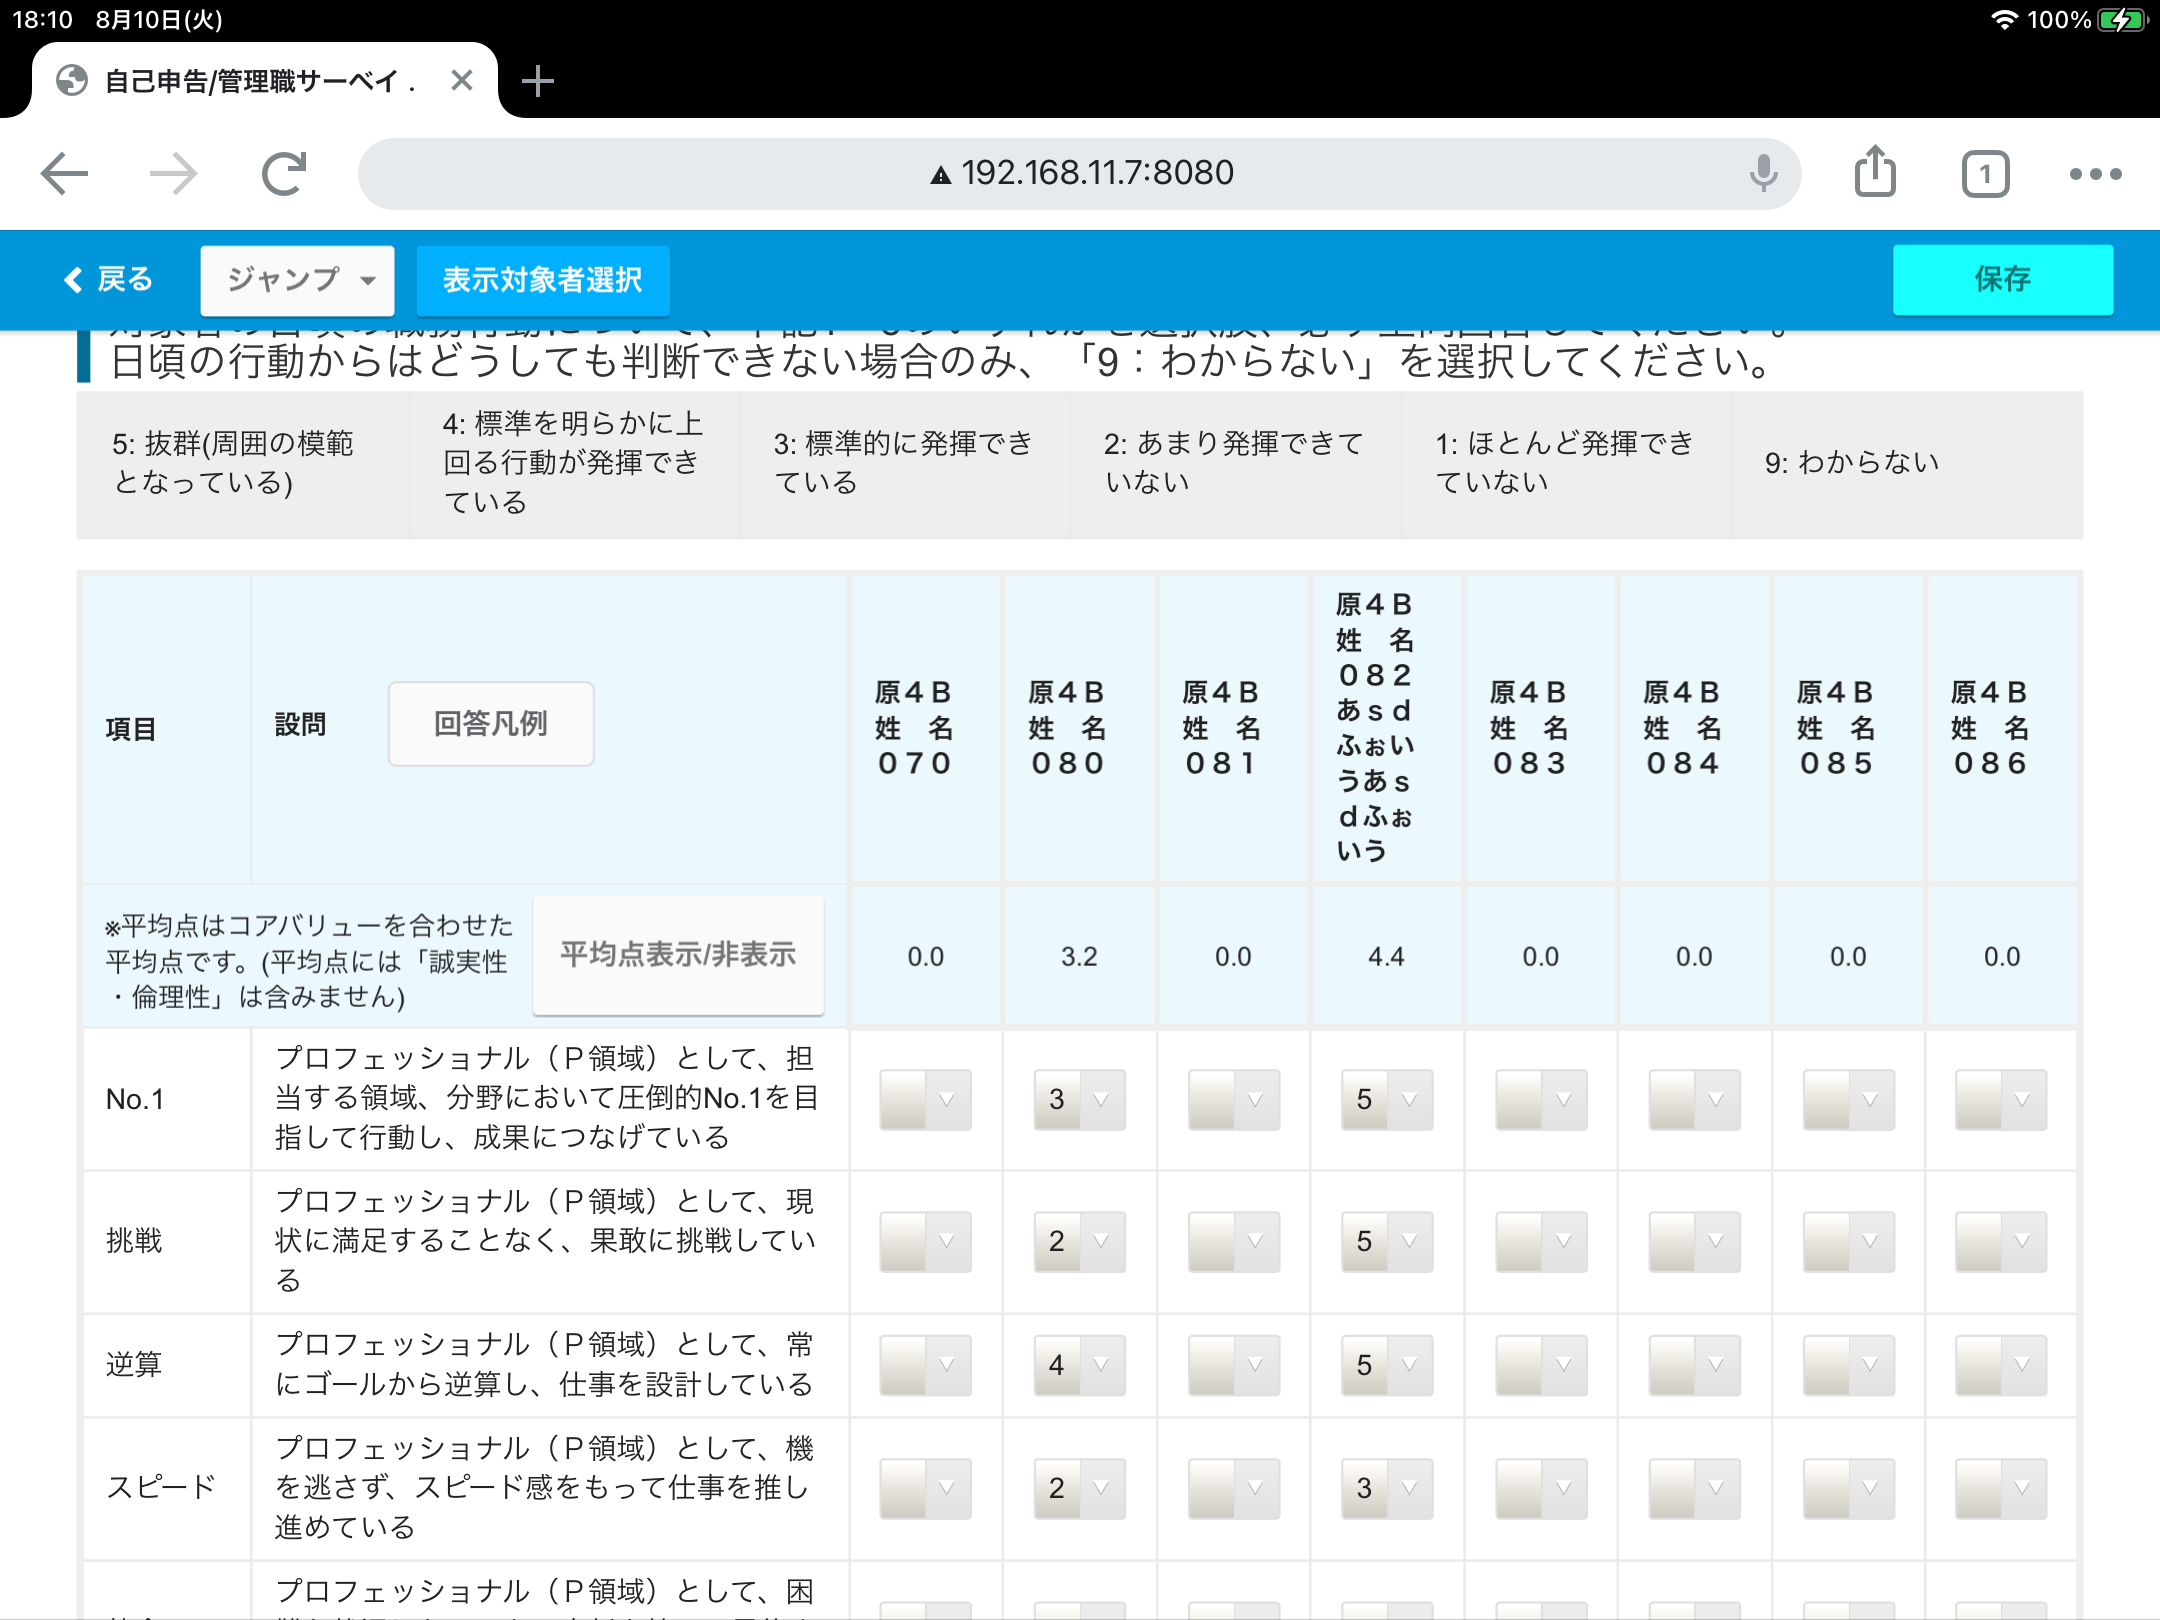 18:10 8月10日(火)
100%
自己申告/管理職サーベイ .
192.168.11.7:8080
1
戻る
ジャンプ
表示対象者選択
保存
日頃の行動からはどうしても判断できない場合のみ、「9：わからない」を選択してください。
5: 抜群(周囲の模範
となっている)
4: 標準を明らかに上
回る行動が発揮でき
ている
3: 標準的に発揮でき
ている
2: あまり発揮できて
いない
1: ほとんど発揮でき
ていない
9: わからない
項目
設問
回答凡例
原４Ｂ
姓　名
０７０
原４Ｂ
姓　名
０８０
原４Ｂ
姓　名
０８１
原４Ｂ
姓　名
０８２
あｓｄ
ふぉい
うあｓ
ｄふぉ
いう
原４Ｂ
姓　名
０８３
原４Ｂ
姓　名
０８４
原４Ｂ
姓　名
０８５
原４Ｂ
姓　名
０８６
※平均点はコアバリューを合わせた
平均点です。(平均点には「誠実性
・倫理性」は含みません)
平均点表示/非表示
0.0 3.2 0.0 4.4 0.0 0.0 0.0 0.0
No.1
プロフェッショナル（Ｐ領域）として、担
当する領域、分野において圧倒的No.1を目
指して行動し、成果につなげている
3 5
挑戦
プロフェッショナル（Ｐ領域）として、現
状に満足することなく、果敢に挑戦してい
る
2 5
逆算
プロフェッショナル（Ｐ領域）として、常
にゴールから逆算し、仕事を設計している
4 5
スピード
プロフェッショナル（Ｐ領域）として、機
を逃さず、スピード感をもって仕事を推し
進めている
2 3
プロフェッショナル（Ｐ領域）として、困